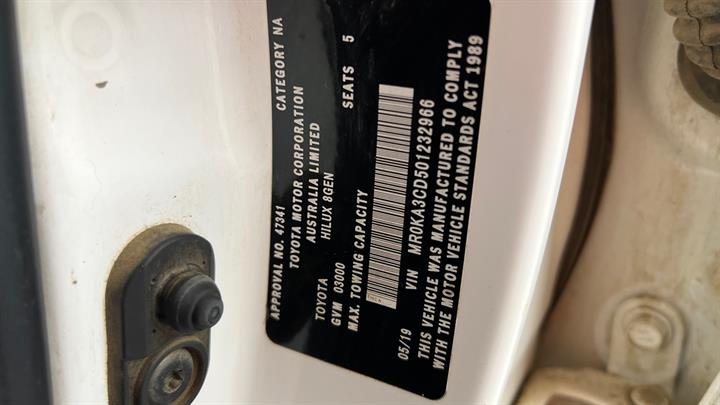 APPROVAL NO. 47341 CATEGORY NA
TOYOTA MOTOR CORPORATION
AUSTRALIA LIMITED
HILUX 8GEN
TOYOTA
GVM 03000 SEATS 5
MAX. TOWING CAPACITY
05/19 VIN MR0KA3CD501232966
THIS VEHICLE WAS MANUFACTURED TO COMPLY
WITH THE MOTOR VEHICLE STANDARDS ACT 1989